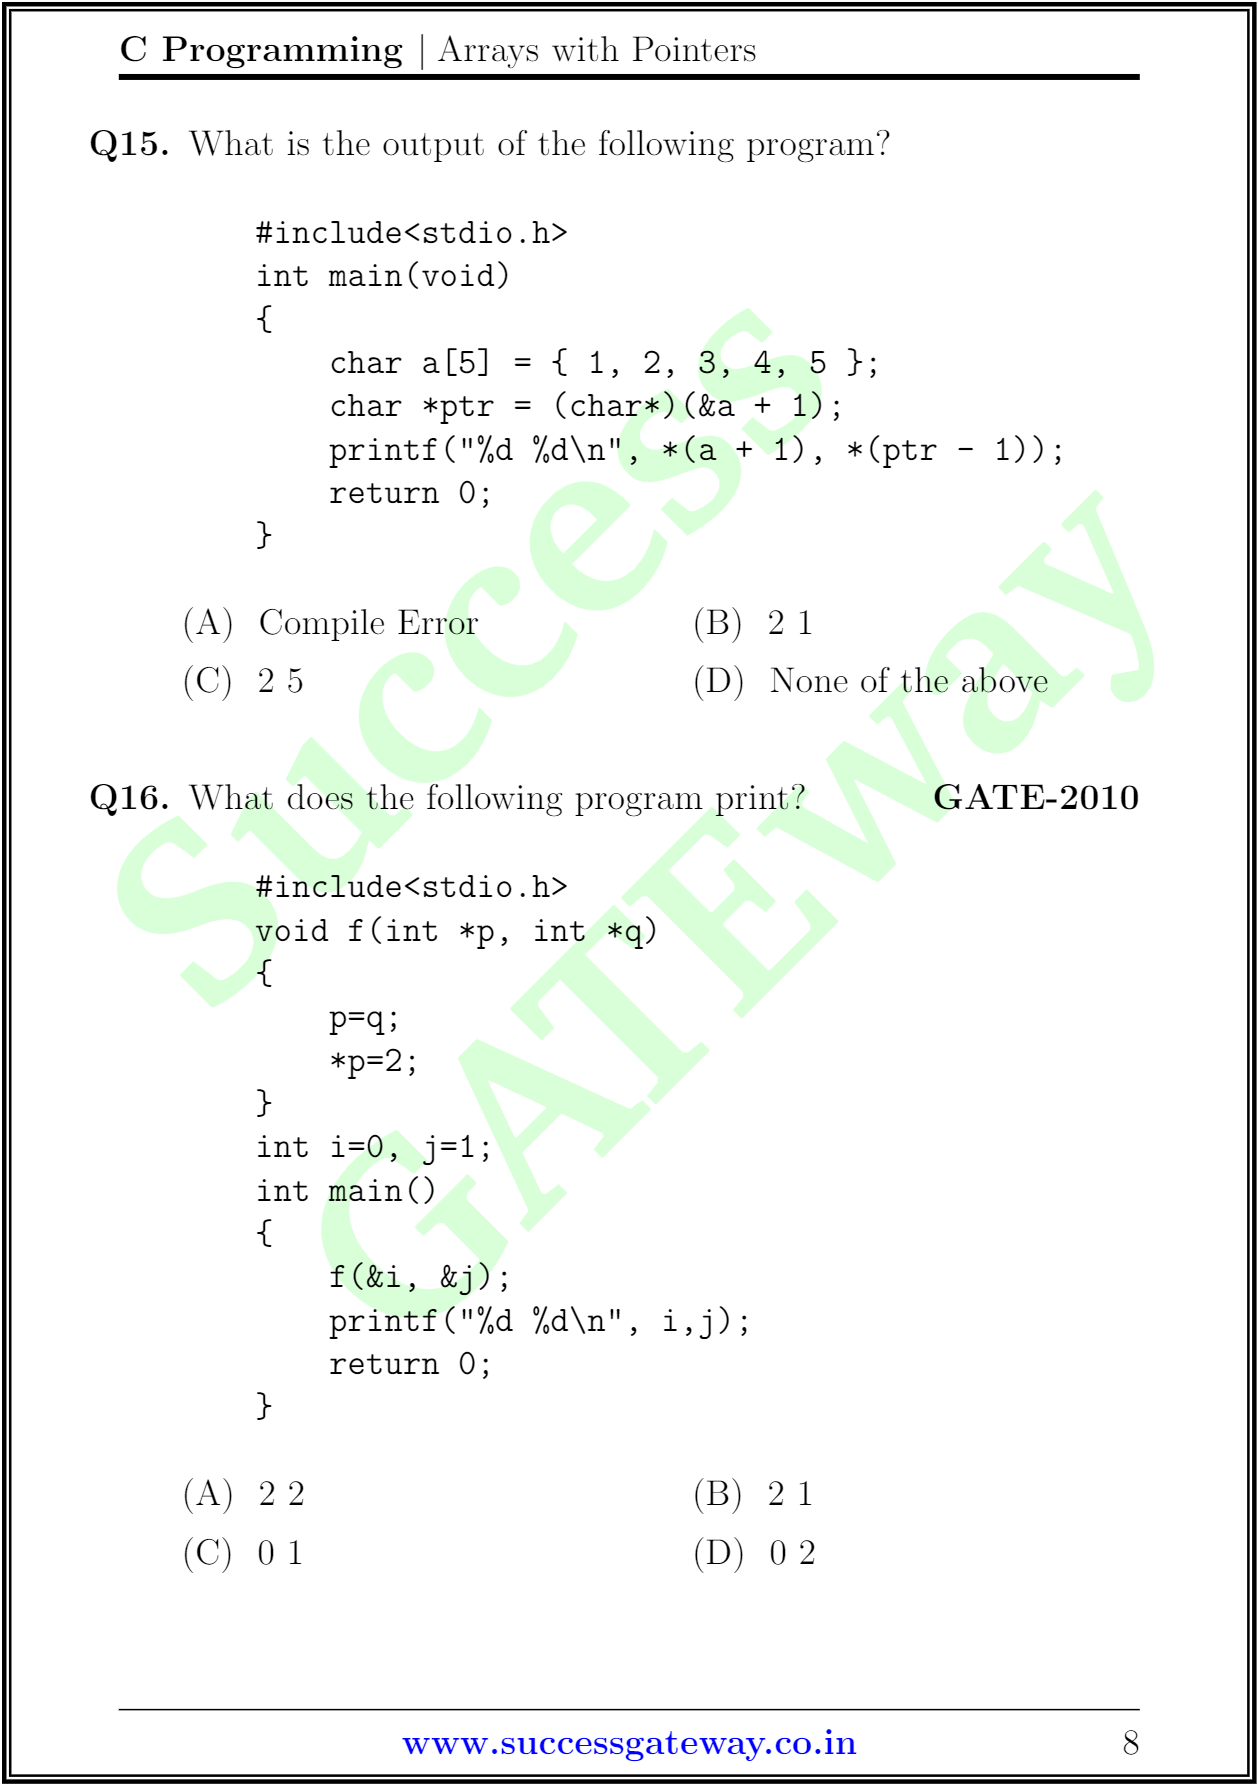 C Programming | Arrays with Pointers
Q15. What is the output of the following program?
#include<stdio.h>
int main(void)
{
    char a[5] = { 1, 2, 3, 4, 5 };
    char *ptr = (char*)(&a + 1);
    printf("%d %d\n", *(a + 1), *(ptr - 1));
    return 0;
}
(A) Compile Error (B) 2 1
(C) 2 5 (D) None of the above
Q16. What does the following program print? GATE-2010
#include<stdio.h>
void f(int *p, int *q)
{
    p=q;
    *p=2;
}
int i=0, j=1;
int main()
{
    f(&i, &j);
    printf("%d %d\n", i,j);
    return 0;
}
(A) 2 2 (B) 2 1
(C) 0 1 (D) 0 2
Success
GATEway
www.successgateway.co.in 8